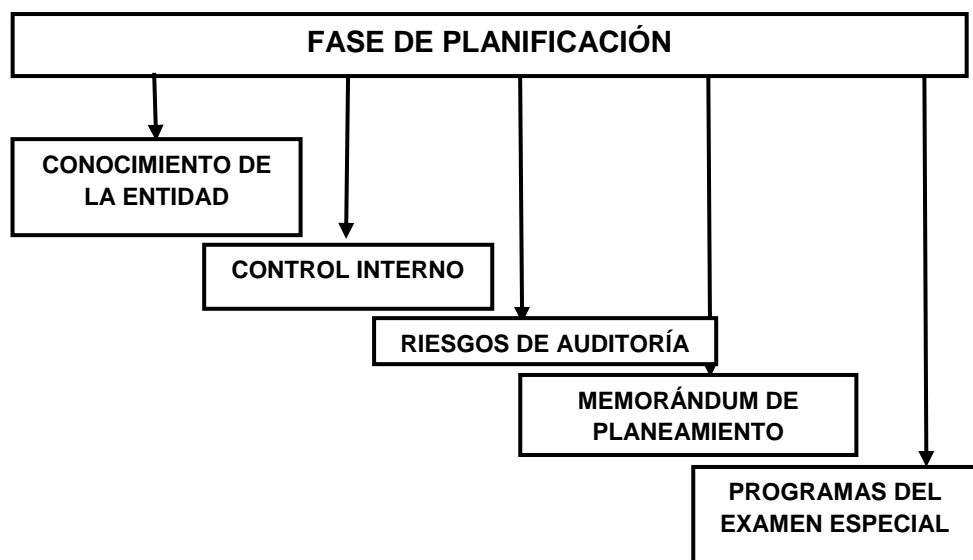 FASE DE PLANIFICACIÓN
CONOCIMIENTO DE
LA ENTIDAD
CONTROL INTERNO
RIESGOS DE AUDITORÍA
MEMORÁNDUM DE
PLANEAMIENTO
PROGRAMAS DEL
EXAMEN ESPECIAL